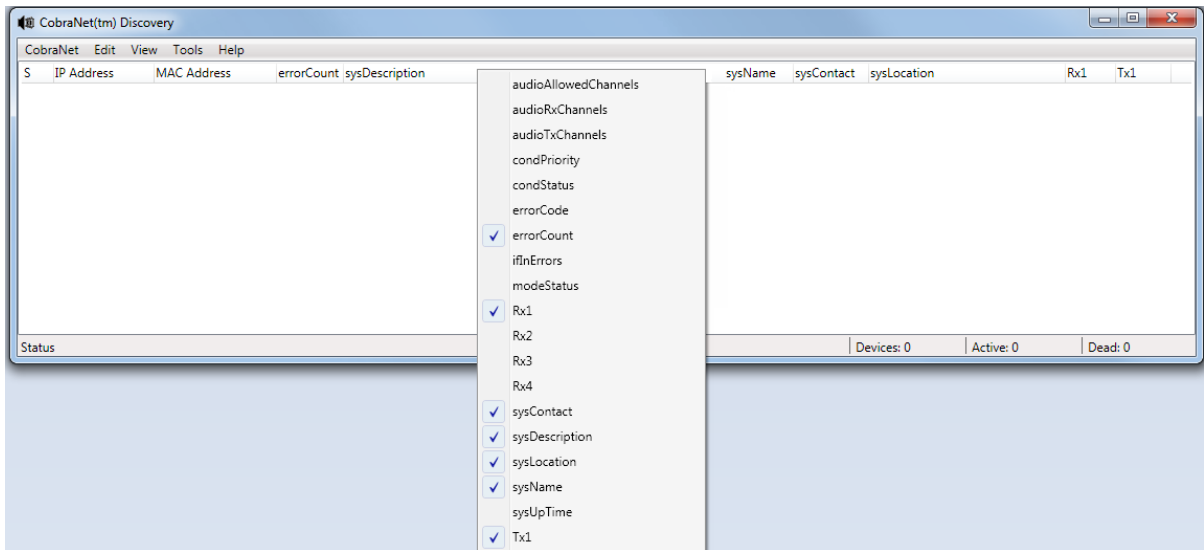 CobraNet(tm) Discovery
CobraNet Edit View Tools Help
S IP Address MAC Address errorCount sysDescription sysName sysContact sysLocation Rx1 Tx1
audioAllowedChannels
audioRxChannels
audioTxChannels
condPriority
condStatus
errorCode
errorCount
ifInErrors
modeStatus
Rx1
Rx2
Rx3
Rx4
sysContact
sysDescription
sysLocation
sysName
sysUpTime
Tx1
Status Devices: 0 Active: 0 Dead: 0